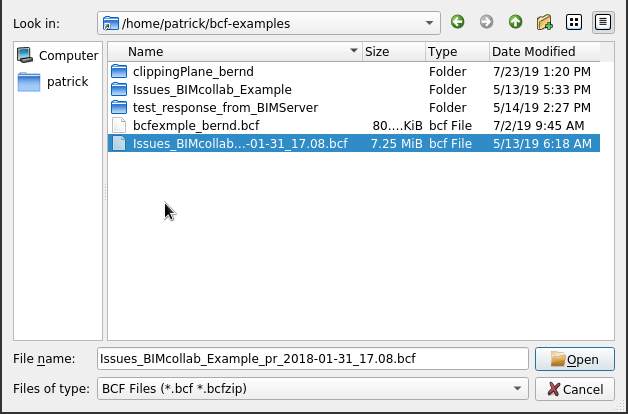 Look in: /home/patrick/bcf-examples
Computer
patrick
Name Size Type Date Modified
clippingPlane_bernd Folder 7/23/19 1:20 PM
Issues_BIMcollab_Example Folder 5/13/19 5:33 PM
test_response_from_BIMServer Folder 5/14/19 2:27 PM
bcfexmple_bernd.bcf 80....KiB bcf File 7/2/19 9:45 AM
Issues_BIMcollab...-01-31_17.08.bcf 7.25 MiB bcf File 5/13/19 6:18 AM
File name: Issues_BIMcollab_Example_pr_2018-01-31_17.08.bcf Open
Files of type: BCF Files (*.bcf *.bcfzip) Cancel